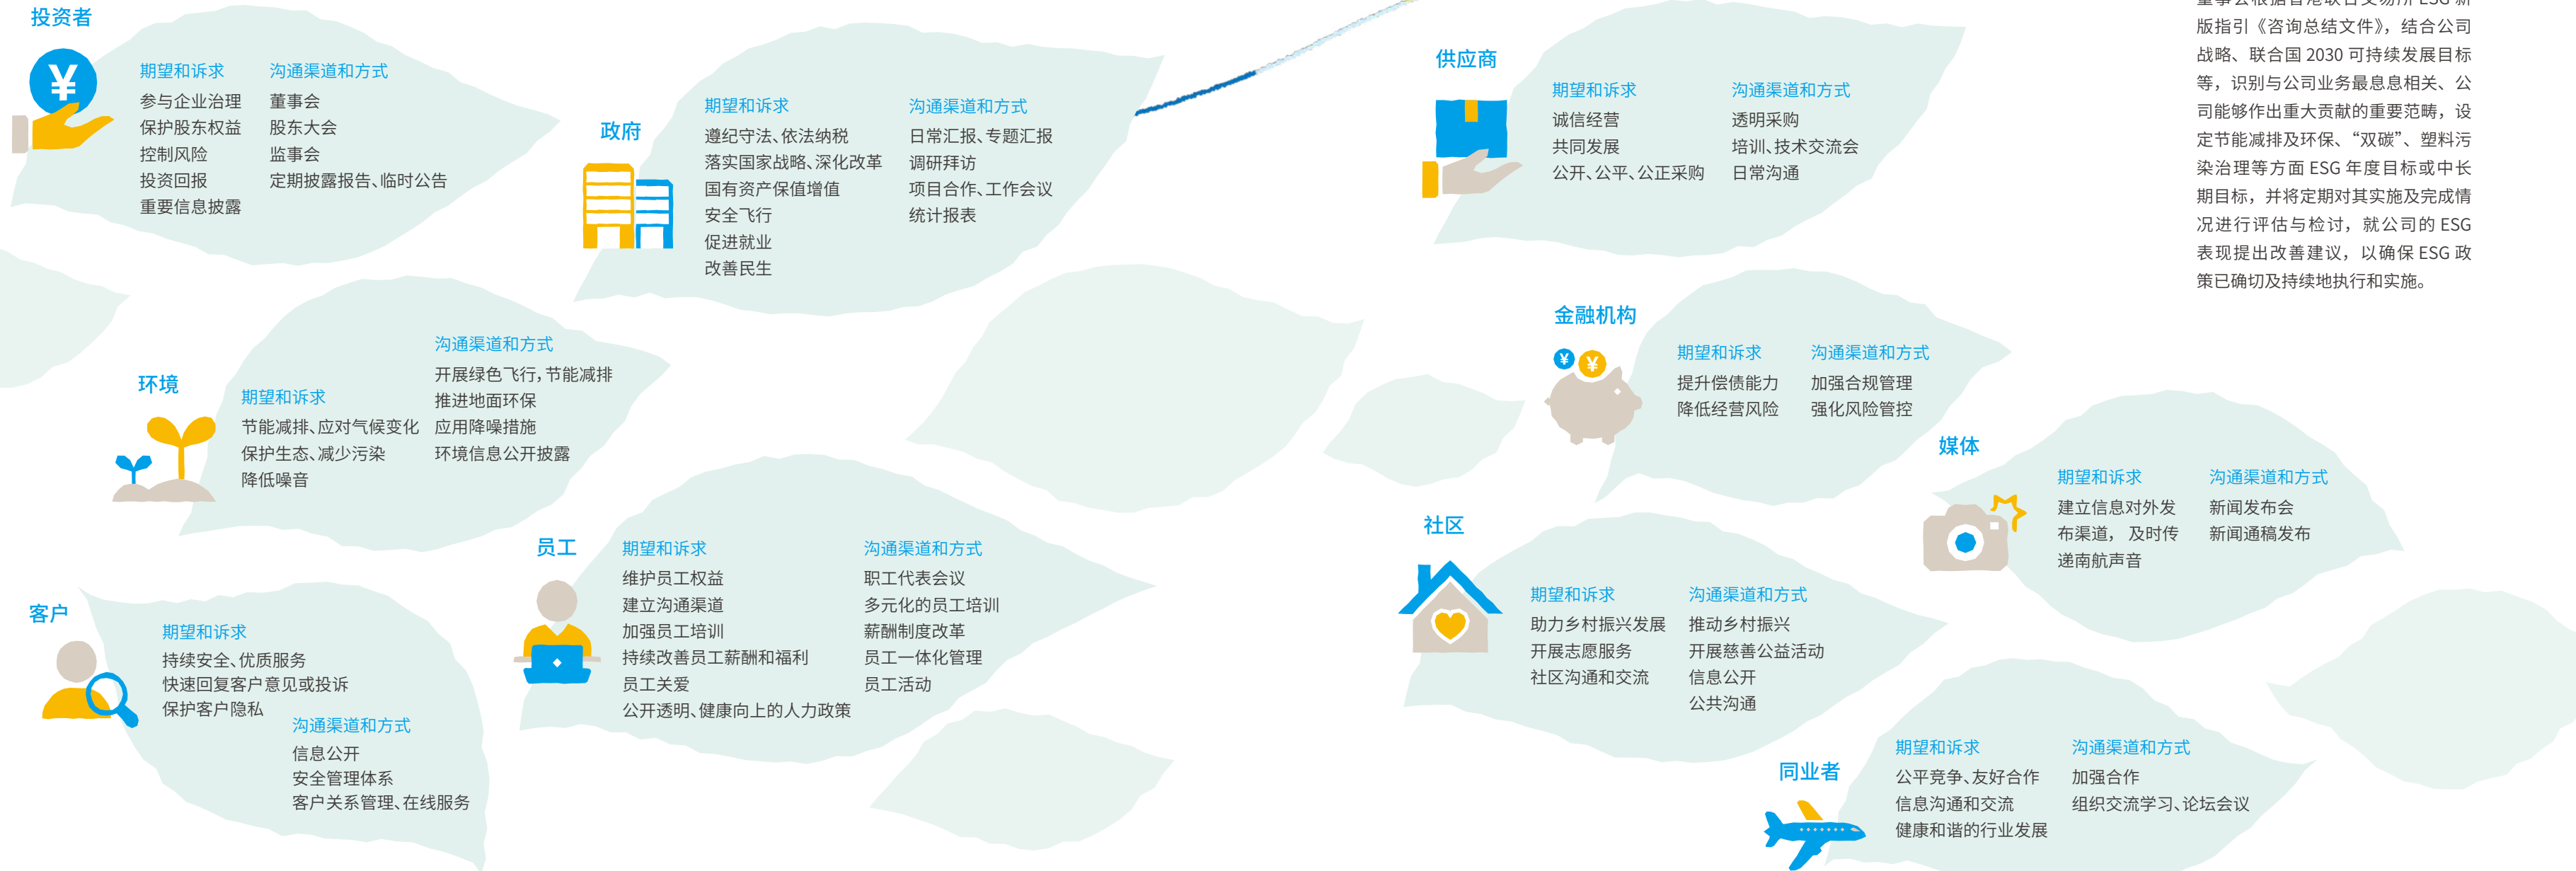 投资者
期望和诉求
参与企业治理
保护股东权益
控制风险
投资回报
重要信息披露
沟通渠道和方式
董事会
股东大会
监事会
定期披露报告、临时公告
政府
期望和诉求
遵纪守法、依法纳税
落实国家战略、深化改革
国有资产保值增值
安全飞行
促进就业
改善民生
沟通渠道和方式
日常汇报、专题汇报
调研拜访
项目合作、工作会议
统计报表
环境
期望和诉求
节能减排、应对气候变化
保护生态、减少污染
降低噪音
沟通渠道和方式
开展绿色飞行，节能减排
推进地面环保
应用降噪措施
环境信息公开披露
员工
期望和诉求
维护员工权益
建立沟通渠道
加强员工培训
持续改善员工薪酬和福利
员工关爱
公开透明、健康向上的人力政策
沟通渠道和方式
职工代表会议
多元化的员工培训
薪酬制度改革
员工一体化管理
员工活动
客户
期望和诉求
持续安全、优质服务
快速回复客户意见或投诉
保护客户隐私
沟通渠道和方式
信息公开
安全管理体系
客户关系管理、在线服务
供应商
期望和诉求
诚信经营
共同发展
公开、公平、公正采购
沟通渠道和方式
透明采购
培训、技术交流会
日常沟通
金融机构
期望和诉求
提升偿债能力
降低经营风险
沟通渠道和方式
加强合规管理
强化风险管控
媒体
期望和诉求
建立信息对外发
布渠道， 及时传
递南航声音
沟通渠道和方式
新闻发布会
新闻通稿发布
社区
期望和诉求
助力乡村振兴发展
开展志愿服务
社区沟通和交流
沟通渠道和方式
推动乡村振兴
开展慈善公益活动
信息公开
公共沟通
同业者
期望和诉求
公平竞争、友好合作
信息沟通和交流
健康和谐的行业发展
沟通渠道和方式
加强合作
组织交流学习、论坛会议
董事会根据香港联合交易所 ESG 新
版指引《咨询总结文件》，结合公司
战略、联合国 2030 可持续发展目标
等，识别与公司业务最息息相关、公
司能够作出重大贡献的重要范畴，设
定节能减排及环保、“双碳”、塑料污
染治理等方面 ESG 年度目标或中长
期目标，并将定期对其实施及完成情
况进行评估与检讨，就公司的 ESG
表现提出改善建议，以确保 ESG 政
策已确切及持续地执行和实施。